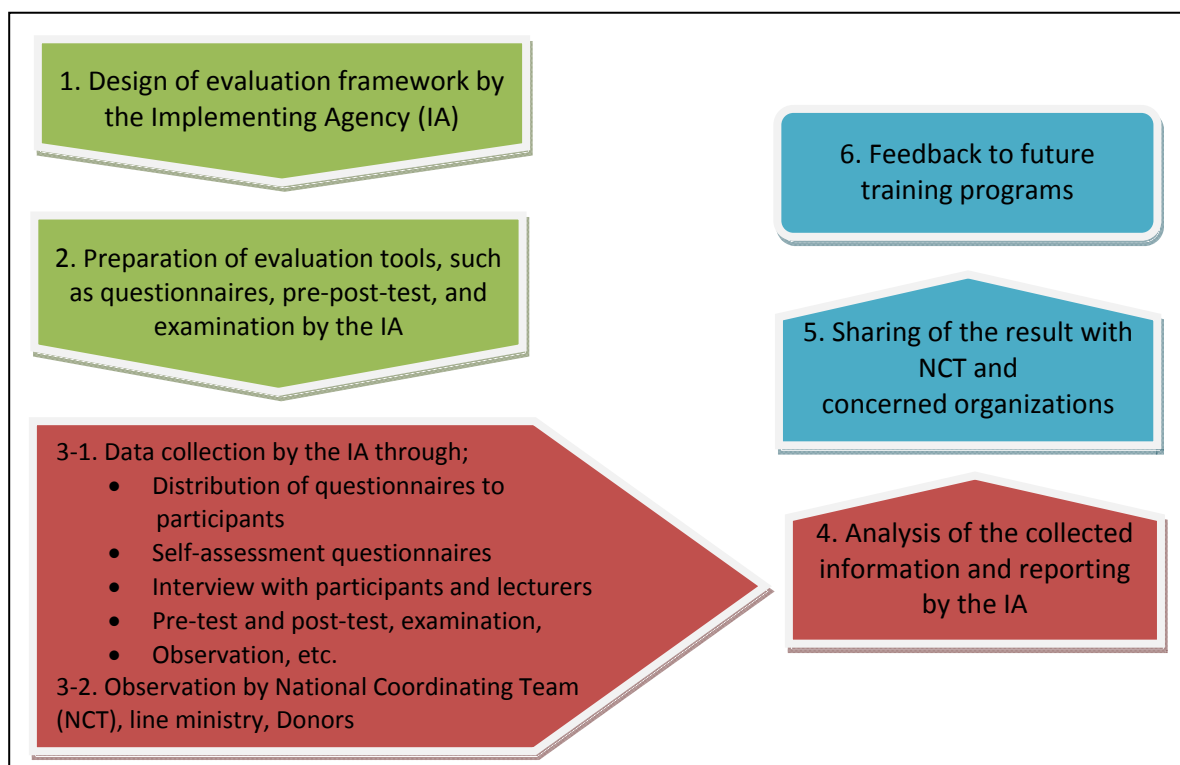 1. Design of evaluation framework by
the Implementing Agency (IA)
2. Preparation of evaluation tools, such
as questionnaires, pre-post-test, and
examination by the IA
3-1. Data collection by the IA through;
• Distribution of questionnaires to
participants
• Self-assessment questionnaires
• Interview with participants and lecturers
• Pre-test and post-test, examination,
• Observation, etc.
3-2. Observation by National Coordinating Team
(NCT), line ministry, Donors
4. Analysis of the collected
information and reporting
by the IA
5. Sharing of the result with
NCT and
concerned organizations
6. Feedback to future
training programs